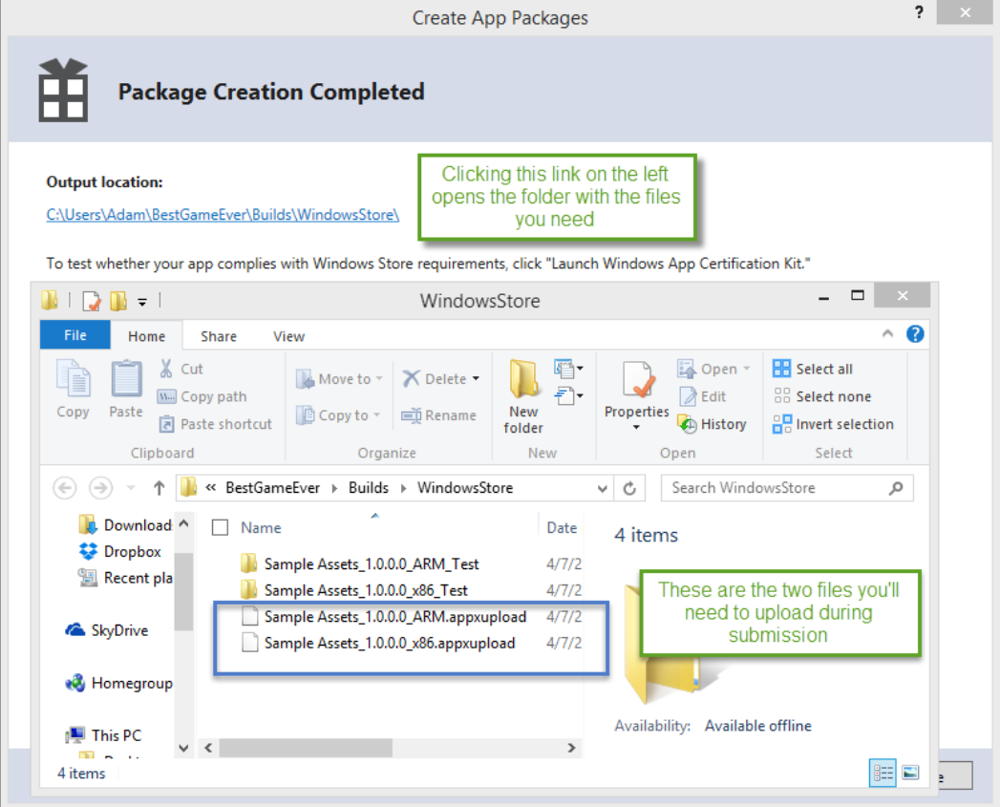 Create App Packages
?
Package Creation Completed
Output location:
C:\Users\Adam\BestGameEver\Builds\WindowsStore\
Clicking this link on the left
opens the folder with the files
you need
To test whether your app complies with Windows Store requirements, click "Launch Windows App Certification Kit."
WindowsStore
File Home Share View
Copy
Paste
Cut
Copy path
Paste shortcut
Clipboard
Move to
Copy to
Delete
Rename
Organize
New
folder
New
Properties
Open
Edit
History
Open
Select all
Select none
Invert selection
Select
« BestGameEver Builds WindowsStore
Search WindowsStore
Download
Dropbox
Recent pla
SkyDrive
Homegroup
This PC
Name Date
Sample Assets_1.0.0.0_ARM_Test 4/7/2
Sample Assets_1.0.0.0_x86_Test 4/7/2
Sample Assets_1.0.0.0_ARM.appxupload 4/7/2
Sample Assets_1.0.0.0_x86.appxupload 4/7/2
4 items
These are the two files you'll
need to upload during
submission
Availability: Available offline
4 items